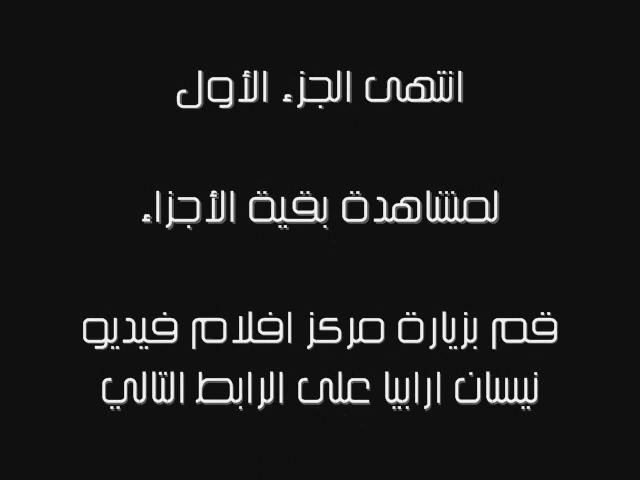 انتهى الجزء الأول
لمشاهدة بقية الأجزاء
قم بزيارة مركز افلام فيديو
نيسان ارابيا على الرابط التالي